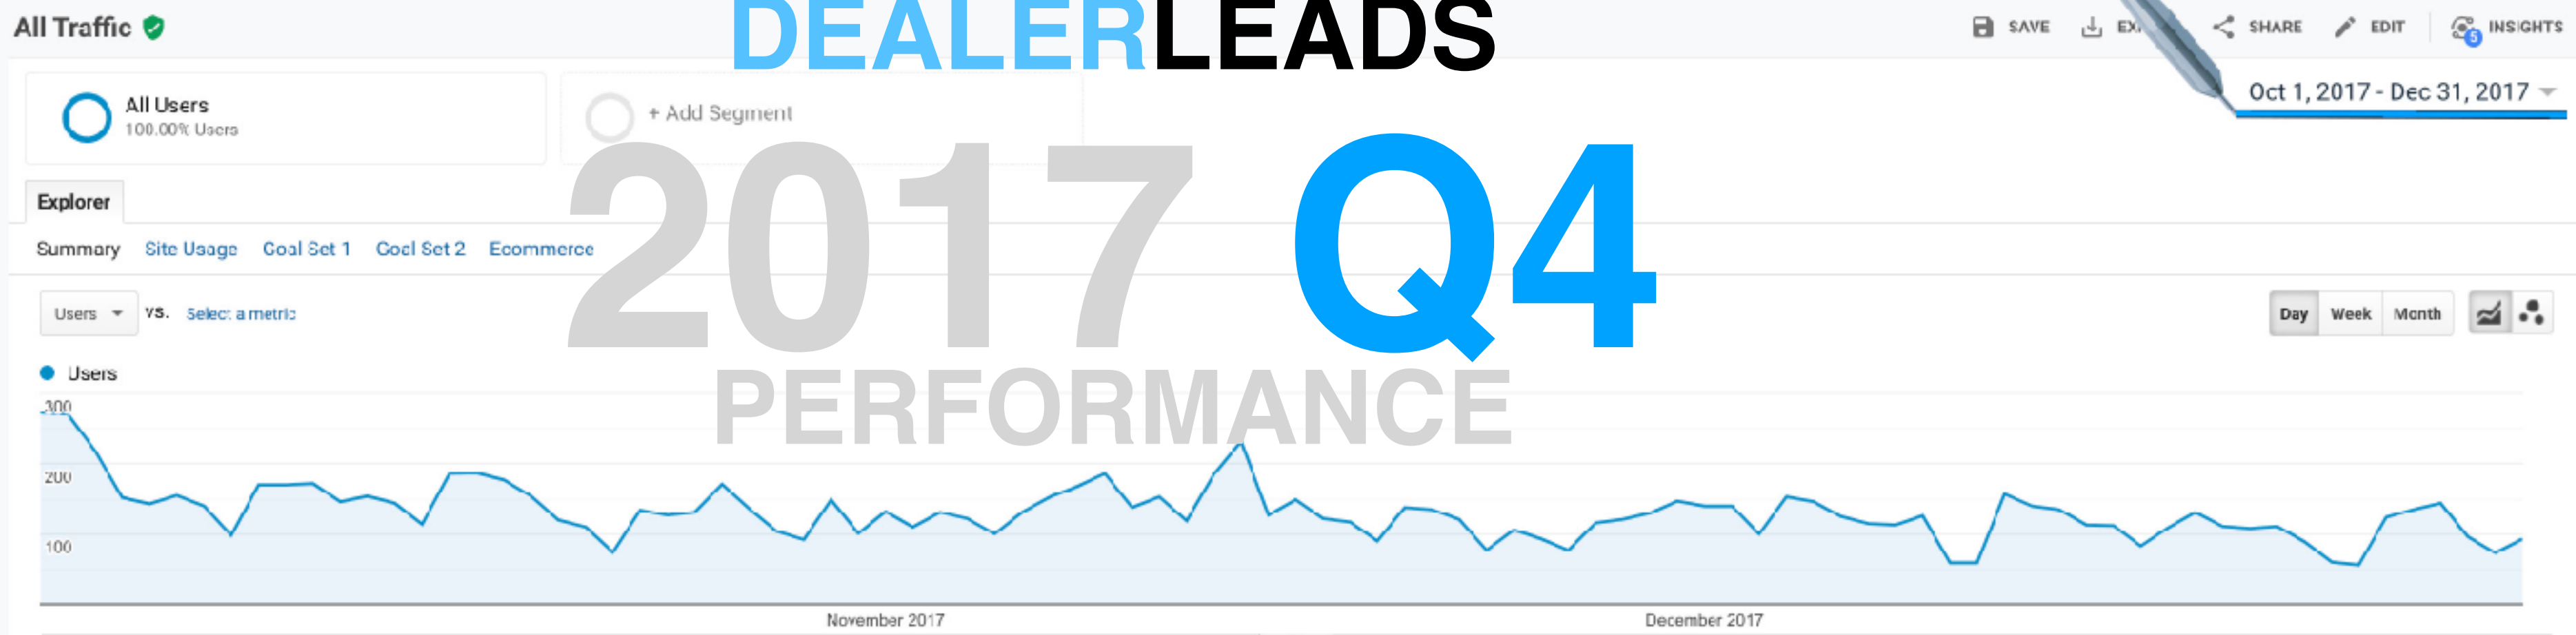 DEALERLEADS
All Traffic
SAVE
SHARE
EDIT
5
INSIGHTS
All Users
100.00% Users
+ Add Segment
Oct 1, 2017 - Dec 31, 2017
2017 Q4
Explorer
Summary Site Usage Goal Set 1 Goal Set 2 Ecommerce
Users VS. Select a metric
Day Week Month
PERFORMANCE
Users
300
200
100
November 2017 December 2017